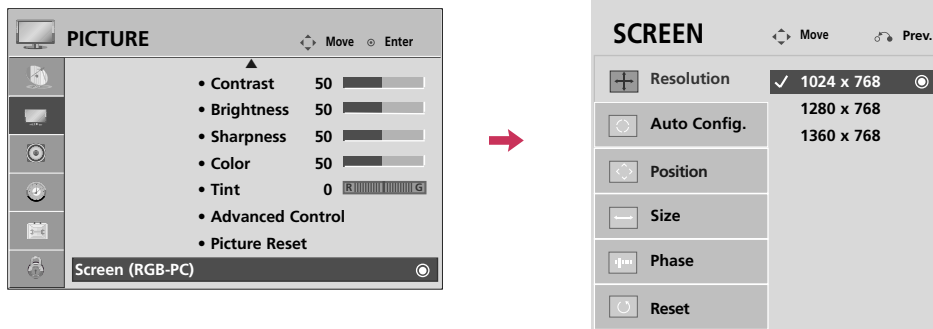 PICTURE
Move
Enter
• Contrast 50
• Brightness 50
• Sharpness 50
• Color 50
• Tint 0 R G
• Advanced Control
• Picture Reset
Screen (RGB-PC)
SCREEN
Move
Prev.
Resolution
Auto Config.
Position
Size
Phase
Reset
1024 x 768
1280 x 768
1360 x 768